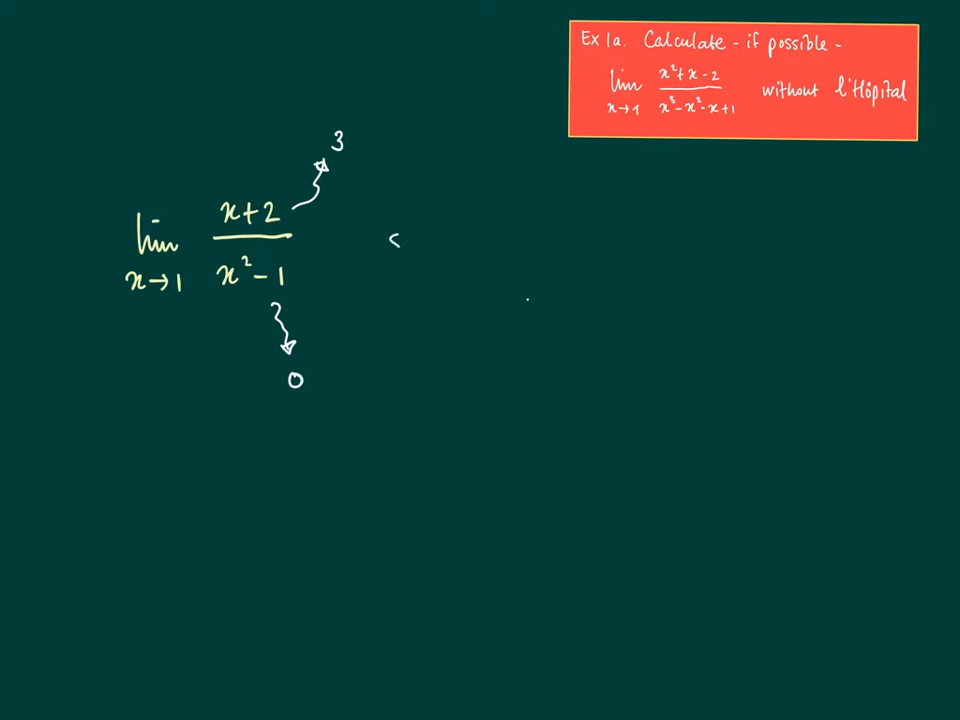 Ex 1a. Calculate - if possible -
lim x→1 (x²+x-2)/(x³-x²-x+1) without l'Hôpital
3
lim x→1 (x+2)/(x²-1)
0